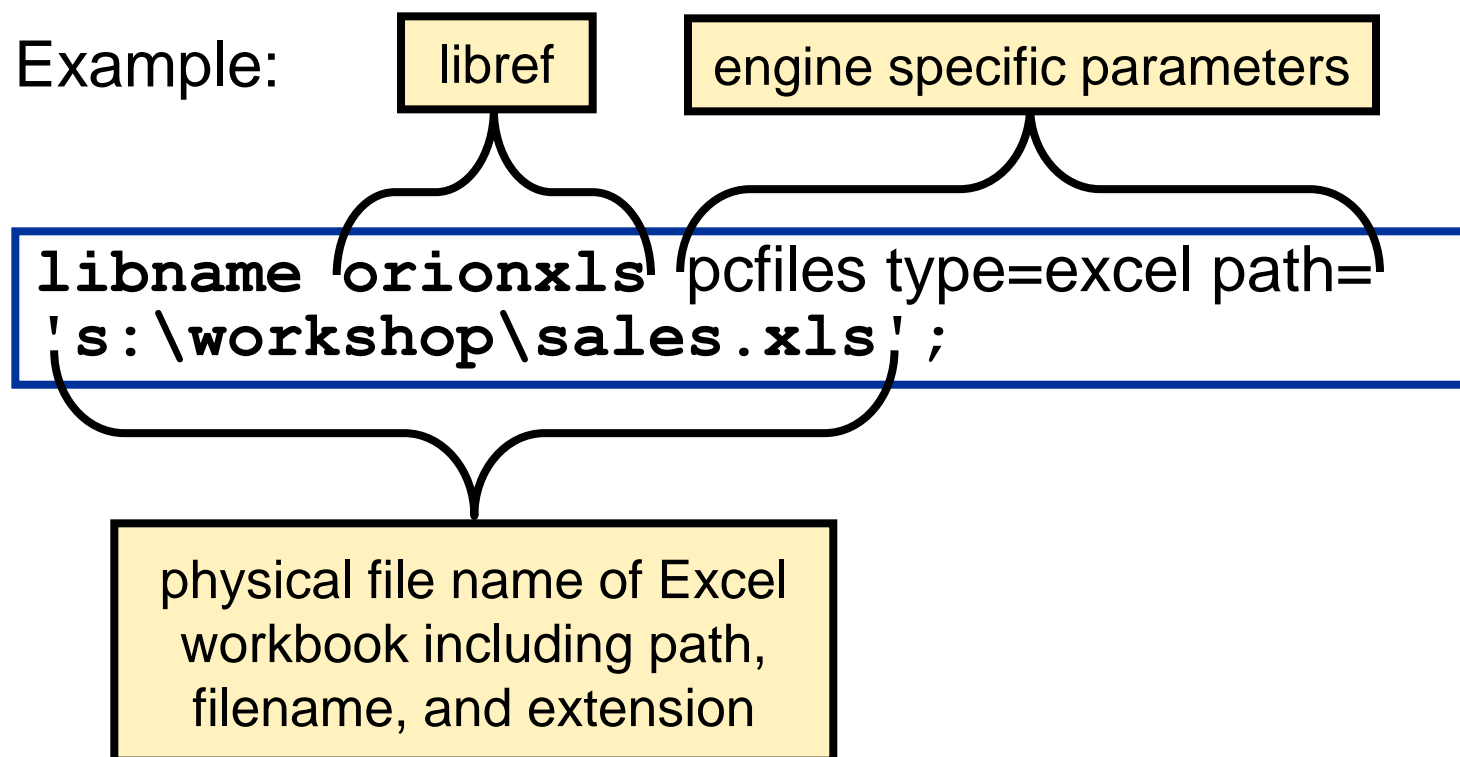 Example:
libref
engine specific parameters
libname orionxls pcfiles type=excel path=
's:\workshop\sales.xls';
physical file name of Excel
workbook including path,
filename, and extension